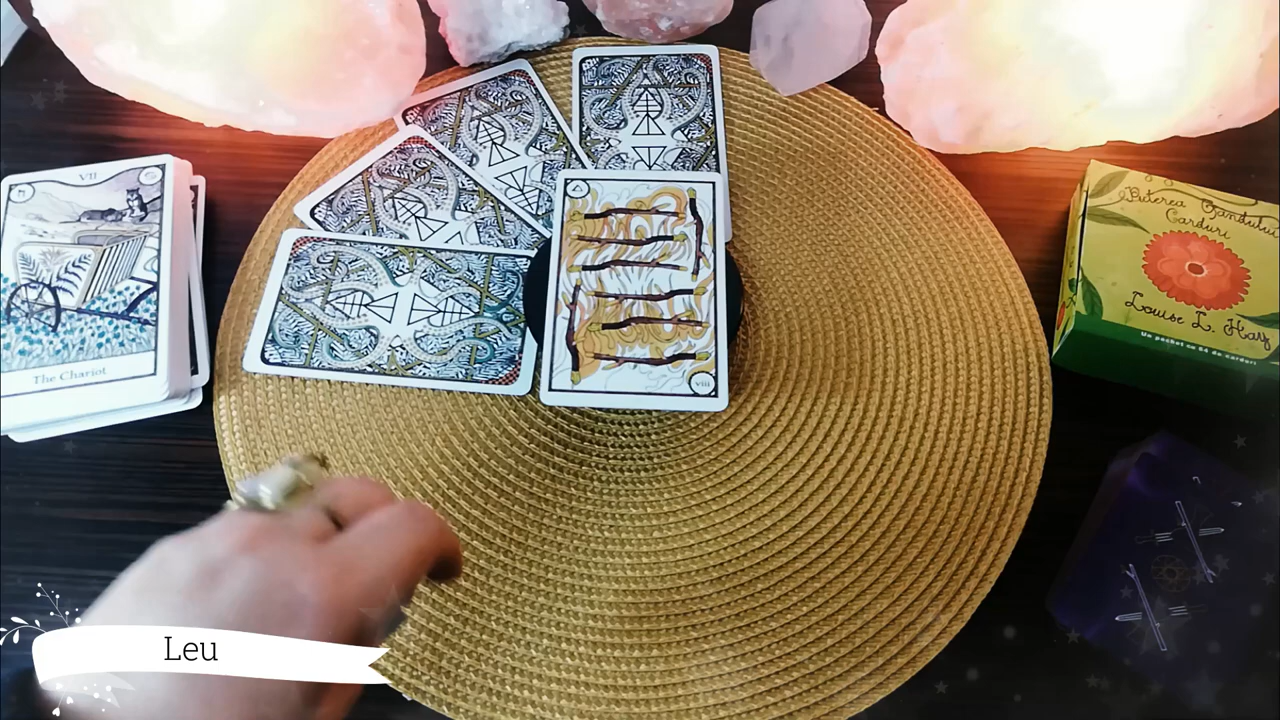 VII
The Chariot
viii
Puterea Gândului
Carduri
Louise L. Hay
Un pachet cu 64 de carduri
Leu